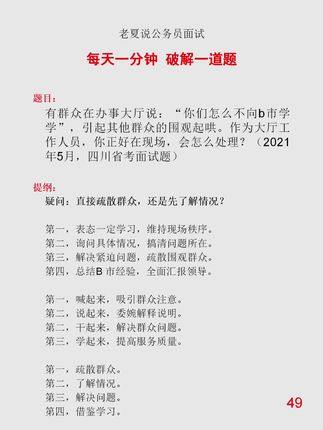 老夏说公务员面试
每天一分钟 破解一道题
题目：
有群众在办事大厅说：“你们怎么不向b市学
学”，引起其他群众的围观起哄。作为大厅工
作人员，你正好在现场，会怎么处理？（2021
年5月，四川省考面试题）
提纲：
疑问：直接疏散群众，还是先了解情况？
第一，表态一定学习，维持现场秩序。
第二，询问具体情况，搞清问题所在。
第三，解决紧迫问题，疏散围观群众。
第四，总结B市经验，全面汇报领导。
第一，喊起来，吸引群众注意。
第二，说起来，委婉解释说明。
第二，干起来，解决群众问题。
第三，学起来，提高服务质量。
第一，疏散群众。
第二，了解情况。
第三，解决问题。
第四，借鉴学习。
49